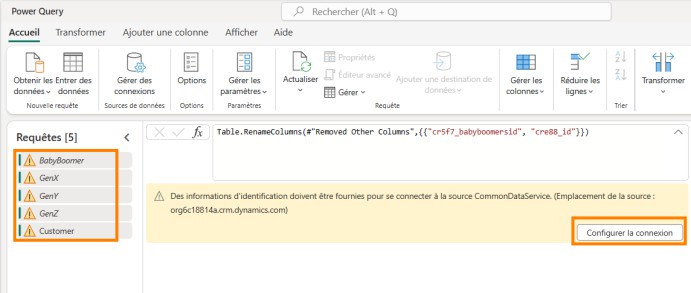 Power Query
Rechercher (Alt + Q)
Accueil Transformer Ajouter une colonne Afficher Aide
Obtenir les données
Entrer des données
Nouvelle requête
Gérer des connexions
Sources de données
Options
Options
Gérer les paramètres
Paramètres
Actualiser
Propriétés
Éditeur avancé
Gérer
Ajouter une destination de données
Requête
Gérer les colonnes
Réduire les lignes
Trier
Transformer
Requêtes [5]
BabyBoomer
GenX
GenY
GenZ
Customer
fx
Table.RenameColumns(#"Removed Other Columns",{{"cr5f7_babyboomersid", "cre88_id"}})
Des informations d'identification doivent être fournies pour se connecter à la source CommonDataService. (Emplacement de la source :
org6c18814a.crm.dynamics.com)
Configurer la connexion